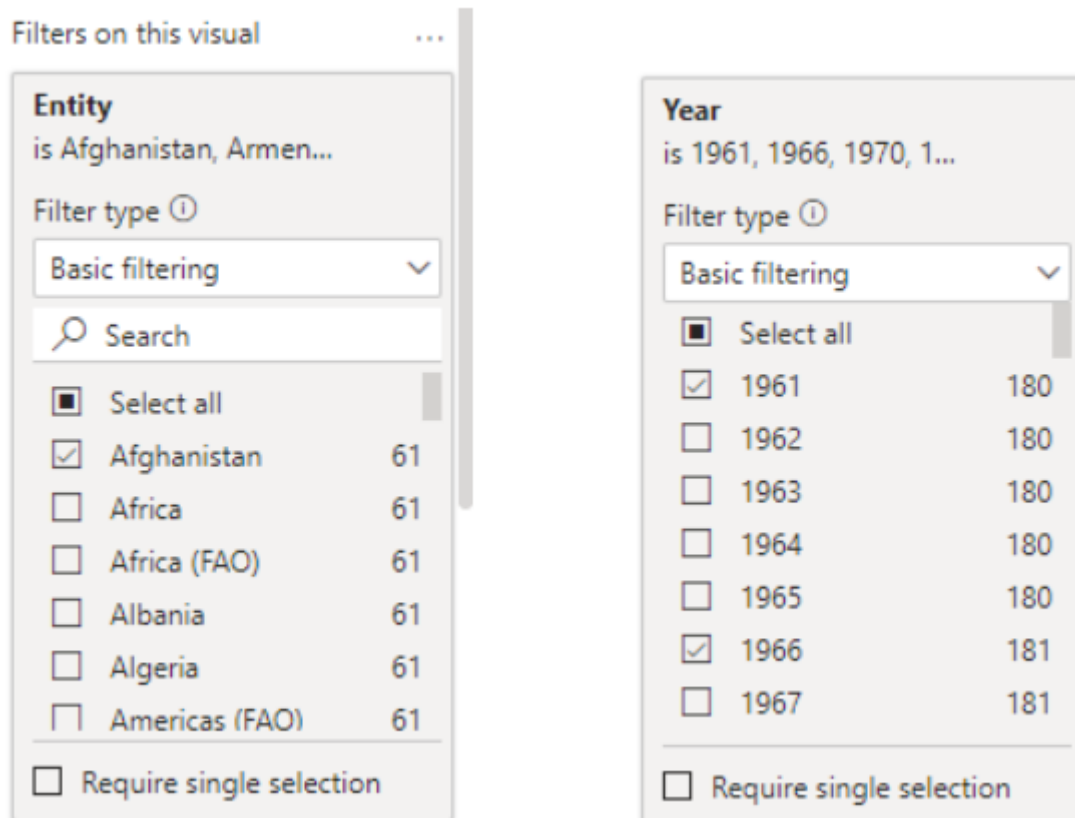 Filters on this visual ...
Entity
is Afghanistan, Armen...
Filter type
Basic filtering
Search
Select all
Afghanistan 61
Africa 61
Africa (FAO) 61
Albania 61
Algeria 61
Americas (FAO) 61
Require single selection
Year
is 1961, 1966, 1970, 1...
Filter type
Basic filtering
Select all
1961 180
1962 180
1963 180
1964 180
1965 180
1966 181
1967 181
Require single selection